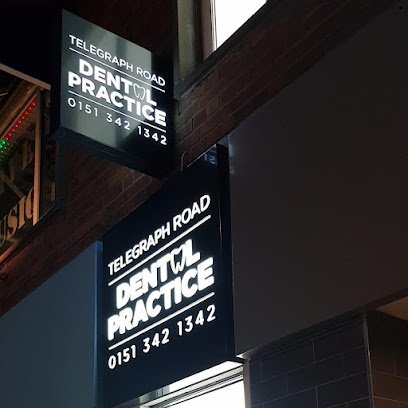 TELEGRAPH ROAD
DENTAL
PRACTICE
0151 342 1342
TELEGRAPH ROAD
DENTAL
PRACTICE
0151 342 1342